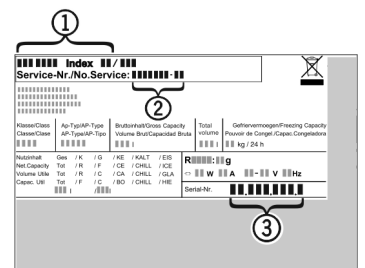 1
Index /
Service-Nr./No.Service: -
2
Klasse/Class Ap-Typ/AP-Type Bruttoinhalt/Gross Capacity Total Gefriervermoegen/Freezing Capacity
Classe/Clase AP-Type/AP-Tipo Volume Brut/Capacidad Bruta volume Pouvoir de Congel./Capac.Congeladora
l l kg / 24 h
Nutzinhalt Ges / K / G / KE / KALT / EIS
Net.Capacity Tot / R / F / CE / CHILL / ICE
Volume Utile Tot / R / C / CA / CHILL / GLA
Capac. Util Tot / F / C / BO / CHILL / HIE
l / l
R : g
W A - V Hz
Serial-Nr. . . .
3